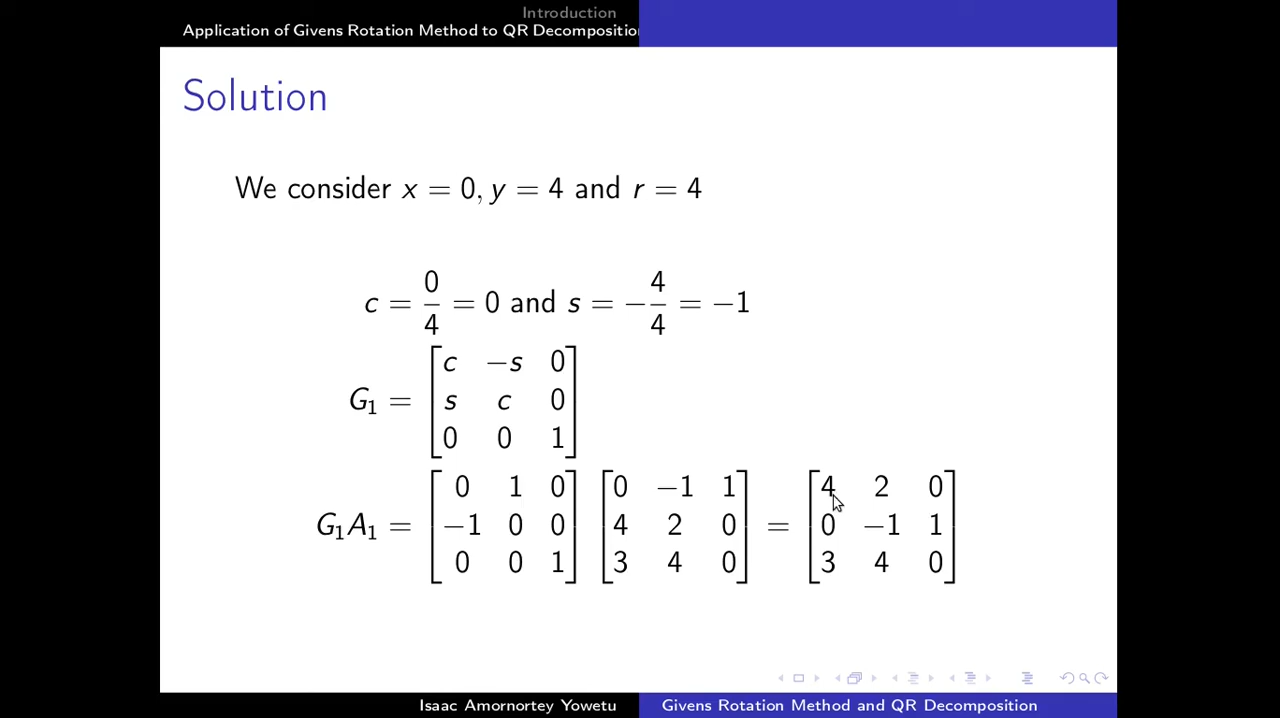 Introduction
Application of Givens Rotation Method to QR Decomposition
Solution
We consider x = 0, y = 4 and r = 4
c = 0/4 = 0 and s = −4/4 = −1
G₁ = [c −s 0
s c 0
0 0 1]
G₁A₁ = [0 1 0 [0 −1 1 = [4 2 0
−1 0 0 4 2 0 0 −1 1
0 0 1] 3 4 0] 3 4 0]
Isaac Amornortey Yowetu Givens Rotation Method and QR Decomposition